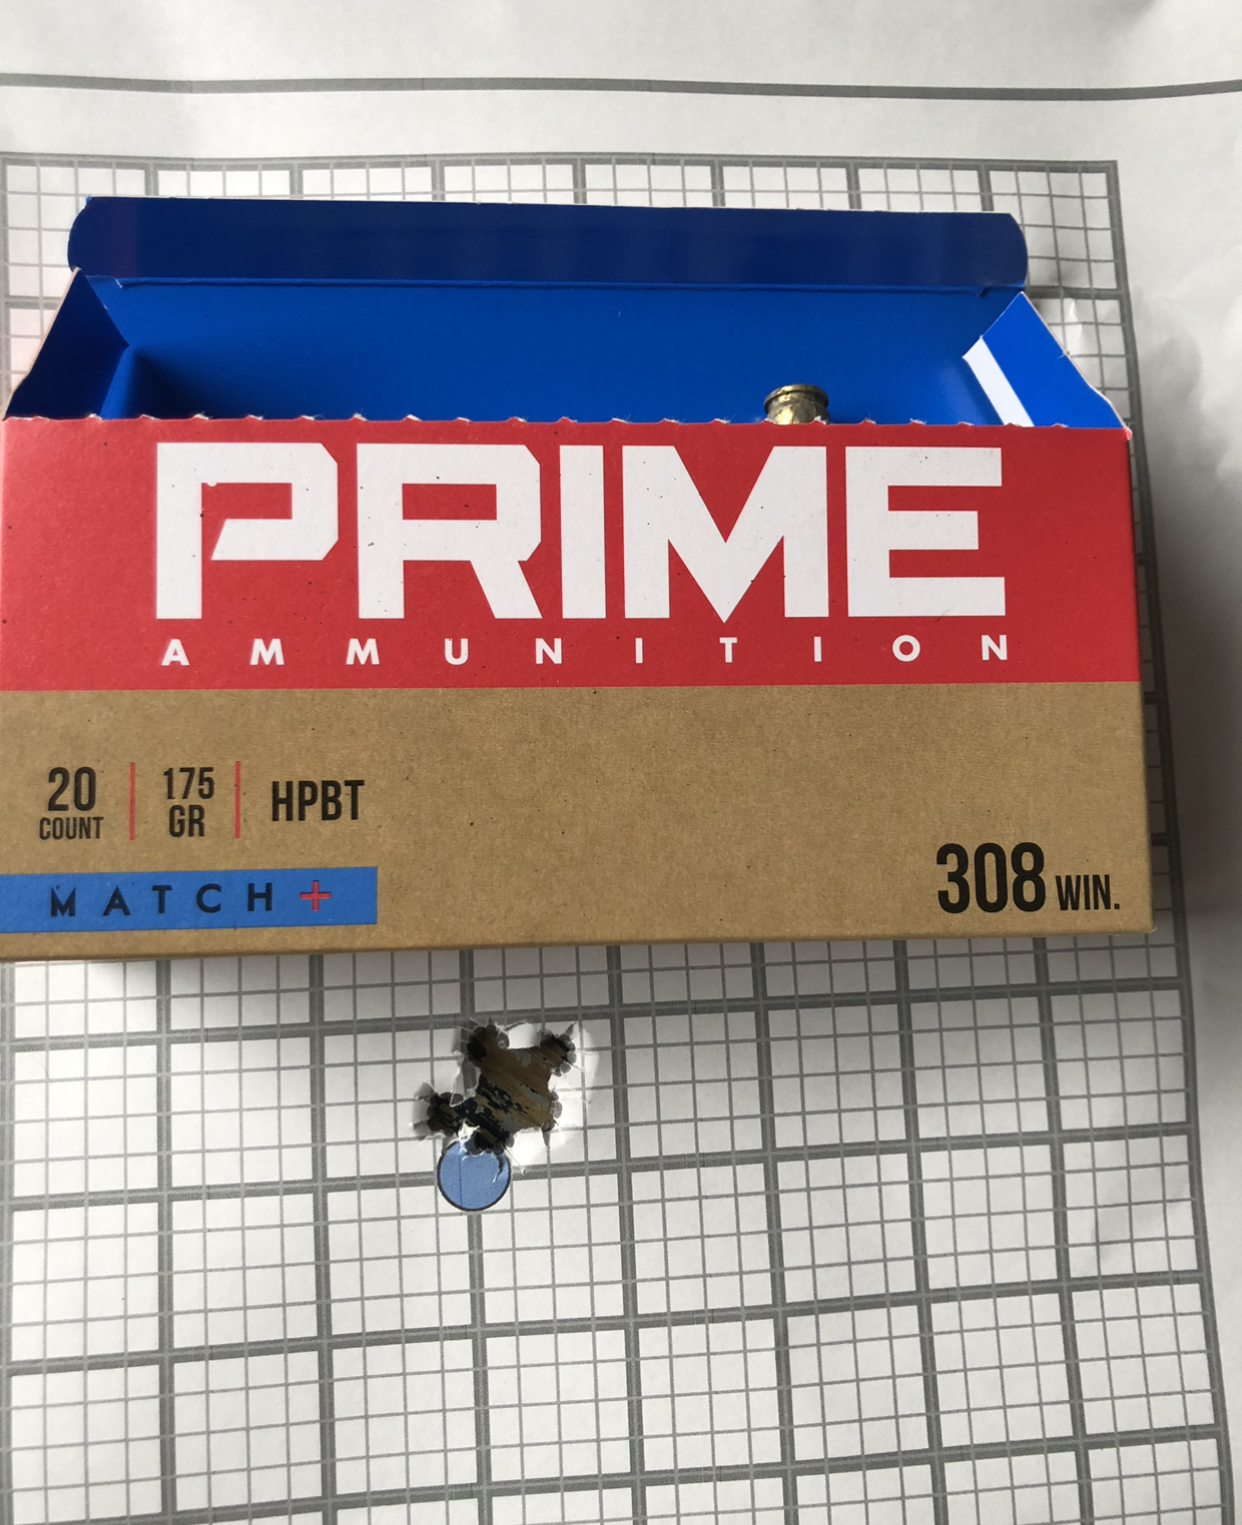 PRIME
AMMUNITION
20 COUNT | 175 GR | HPBT
MATCH+
308 WIN.